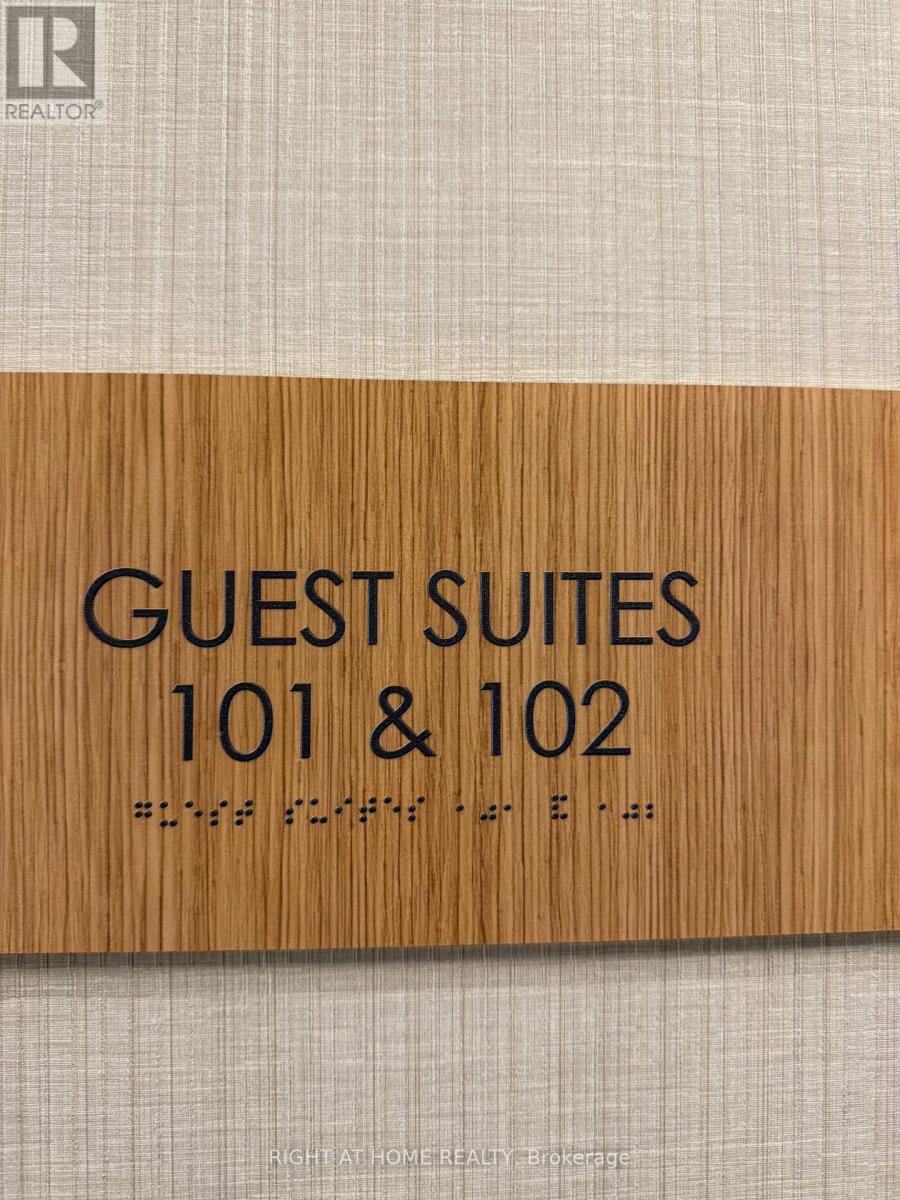 REALTOR®
GUEST SUITES
101 & 102
RIGHT AT HOME REALTY, Brokerage